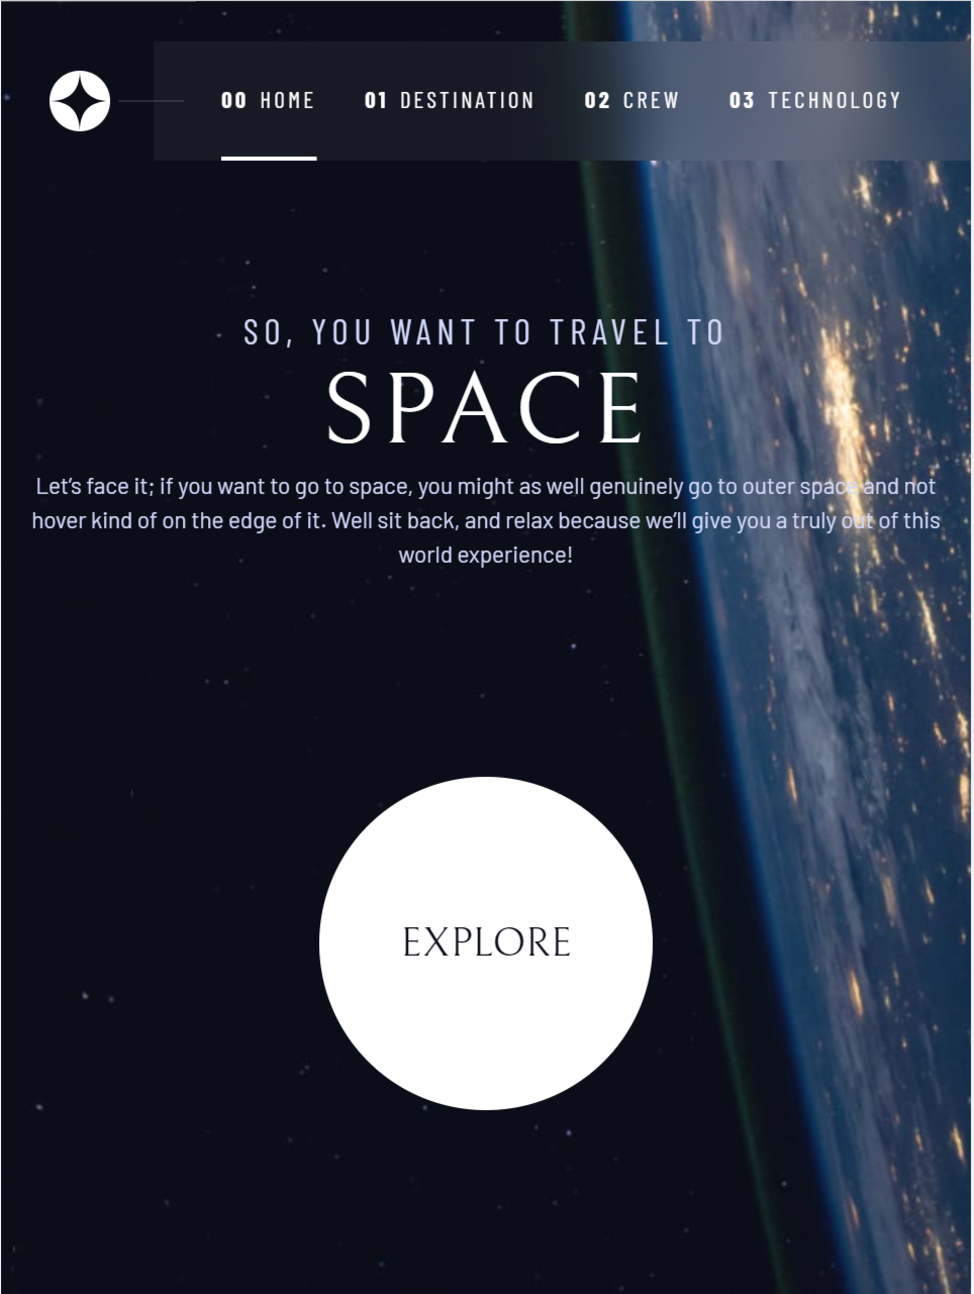 00 HOME 01 DESTINATION 02 CREW 03 TECHNOLOGY
SO, YOU WANT TO TRAVEL TO
SPACE
Let’s face it; if you want to go to space, you might as well genuinely go to outer space and not
hover kind of on the edge of it. Well sit back, and relax because we’ll give you a truly out of this
world experience!
EXPLORE